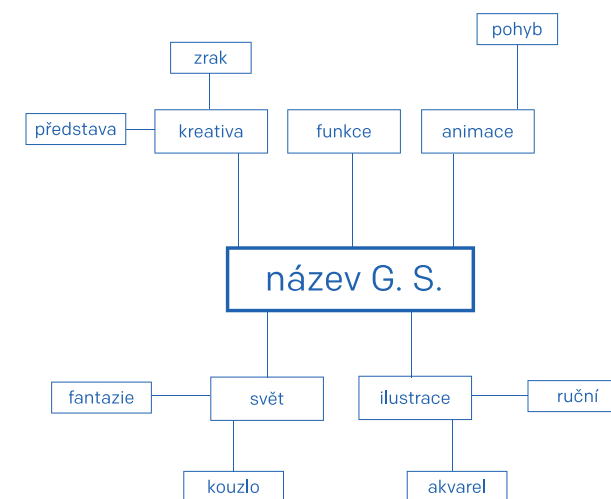 pohyb
zrak
představa
kreativa
funkce
animace
název G. S.
fantazie
svět
ilustrace
ruční
kouzlo
akvarel